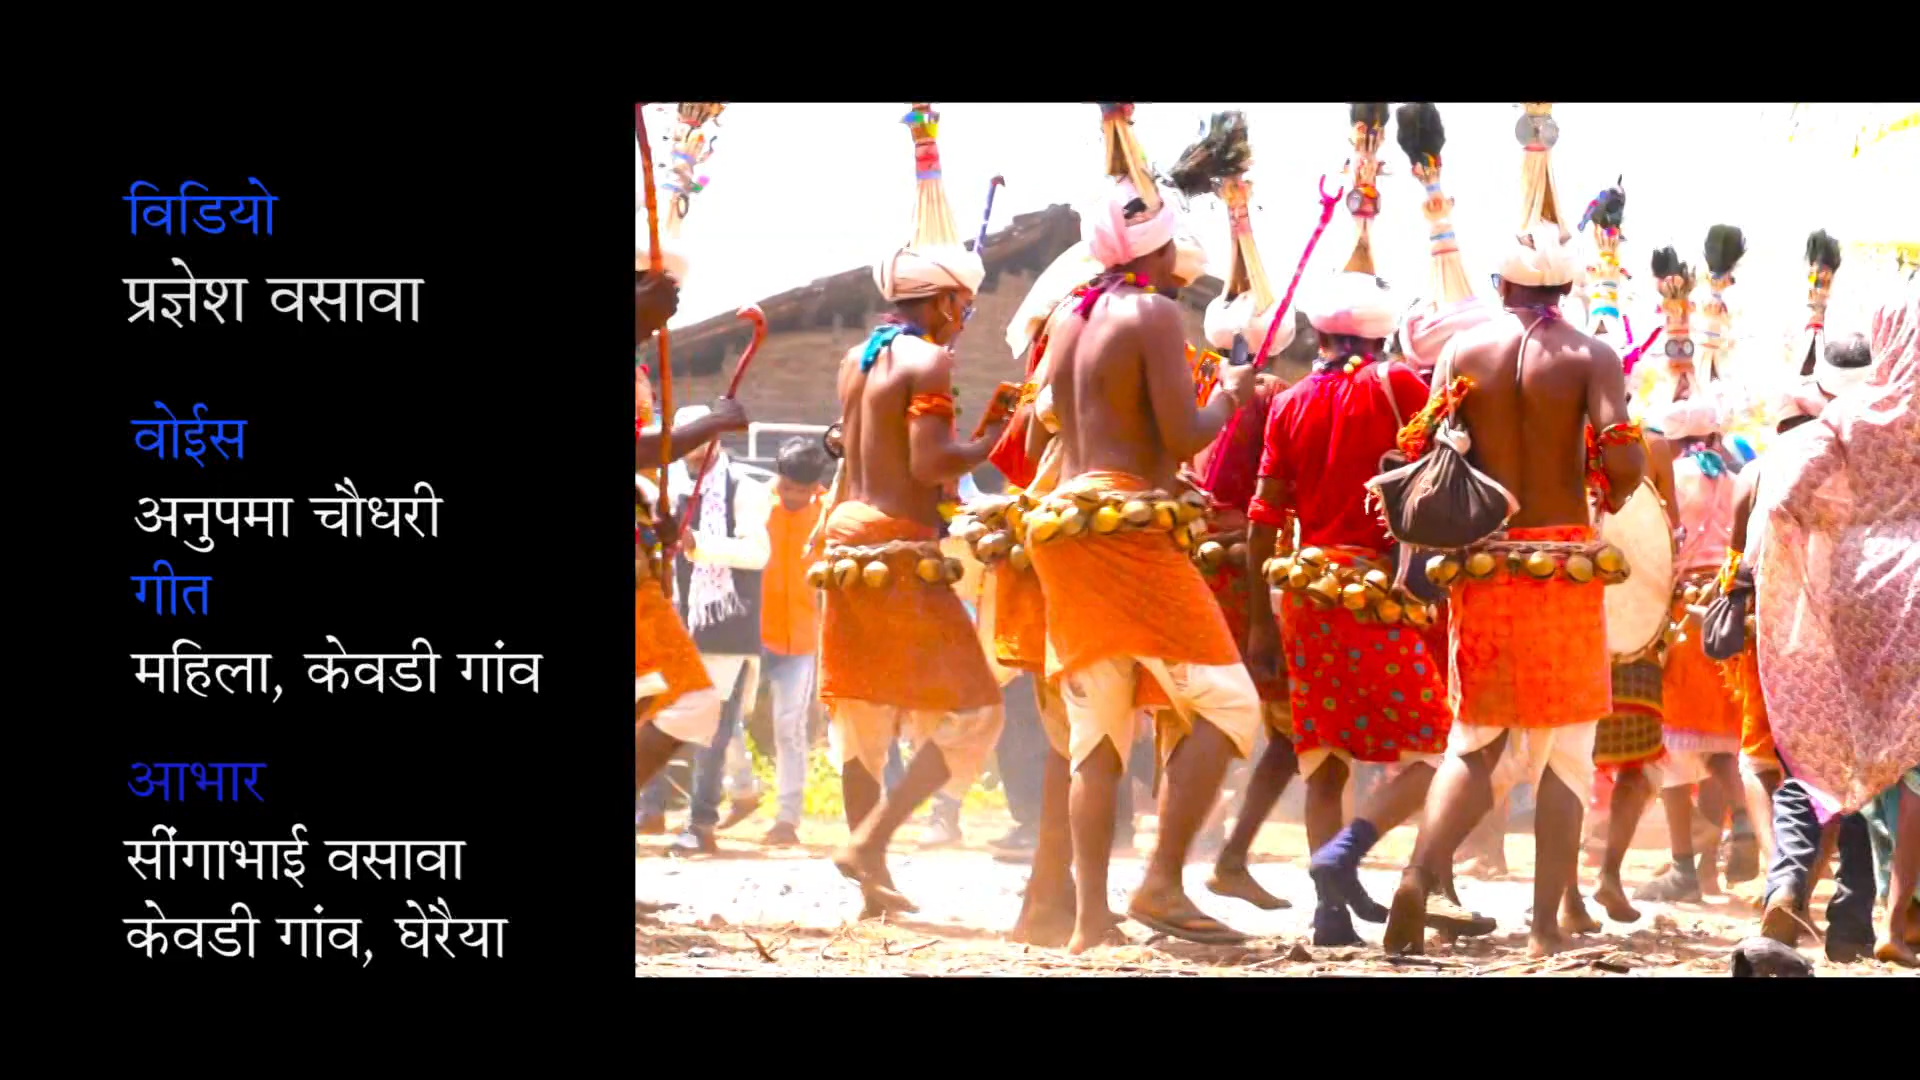 विडियो
प्रज्ञेश वसावा
वोईस
अनुपमा चौधरी
गीत
महिला, केवडी गांव
आभार
सींगाभाई वसावा
केवडी गांव, घेरैया